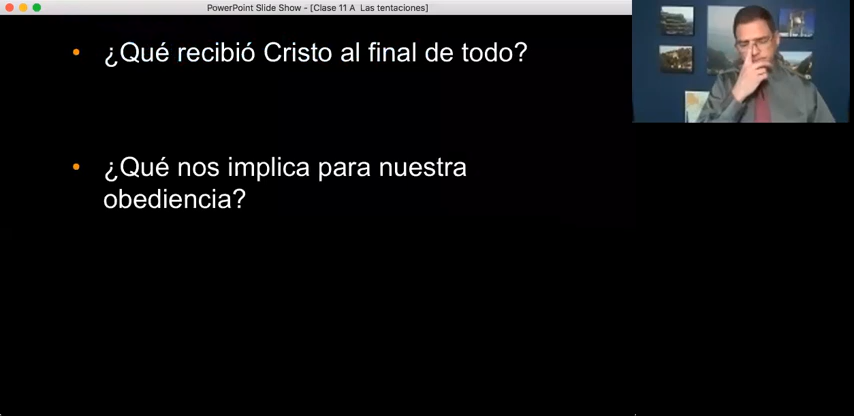 PowerPoint Slide Show - [Clase 11 A  Las tentaciones]
• ¿Qué recibió Cristo al final de todo?
• ¿Qué nos implica para nuestra
obediencia?